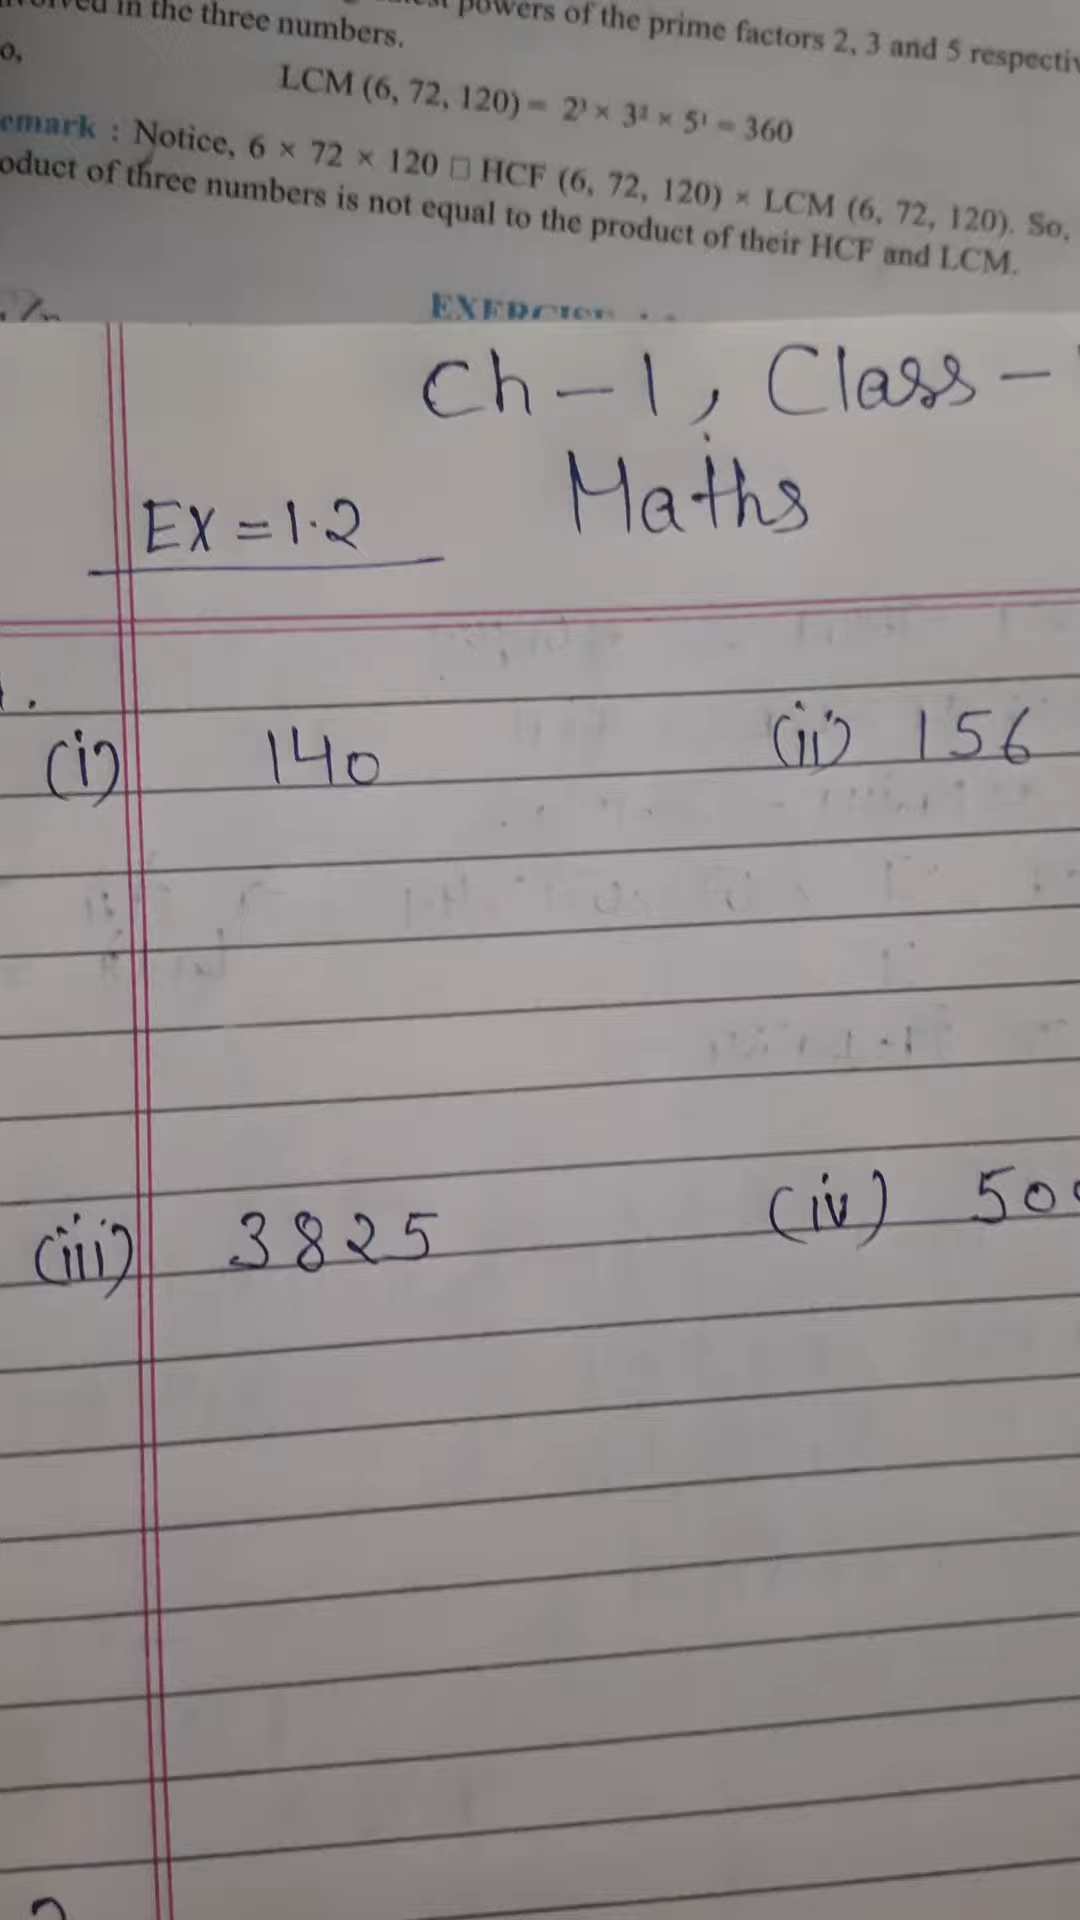 powers of the prime factors 2, 3 and 5
in the three numbers.
LCM (6, 72, 120) = 2³ × 3² × 5¹ = 360
emark : Notice, 6 × 72 × 120 □ HCF (6, 72, 120) × LCM (6, 72, 120). So,
oduct of three numbers is not equal to the product of their HCF and LCM.
EXERCISE
Ch - 1, Class -
Maths
EX = 1.2
(i) 140 (ii) 156
(iii) 3825 (iv) 50